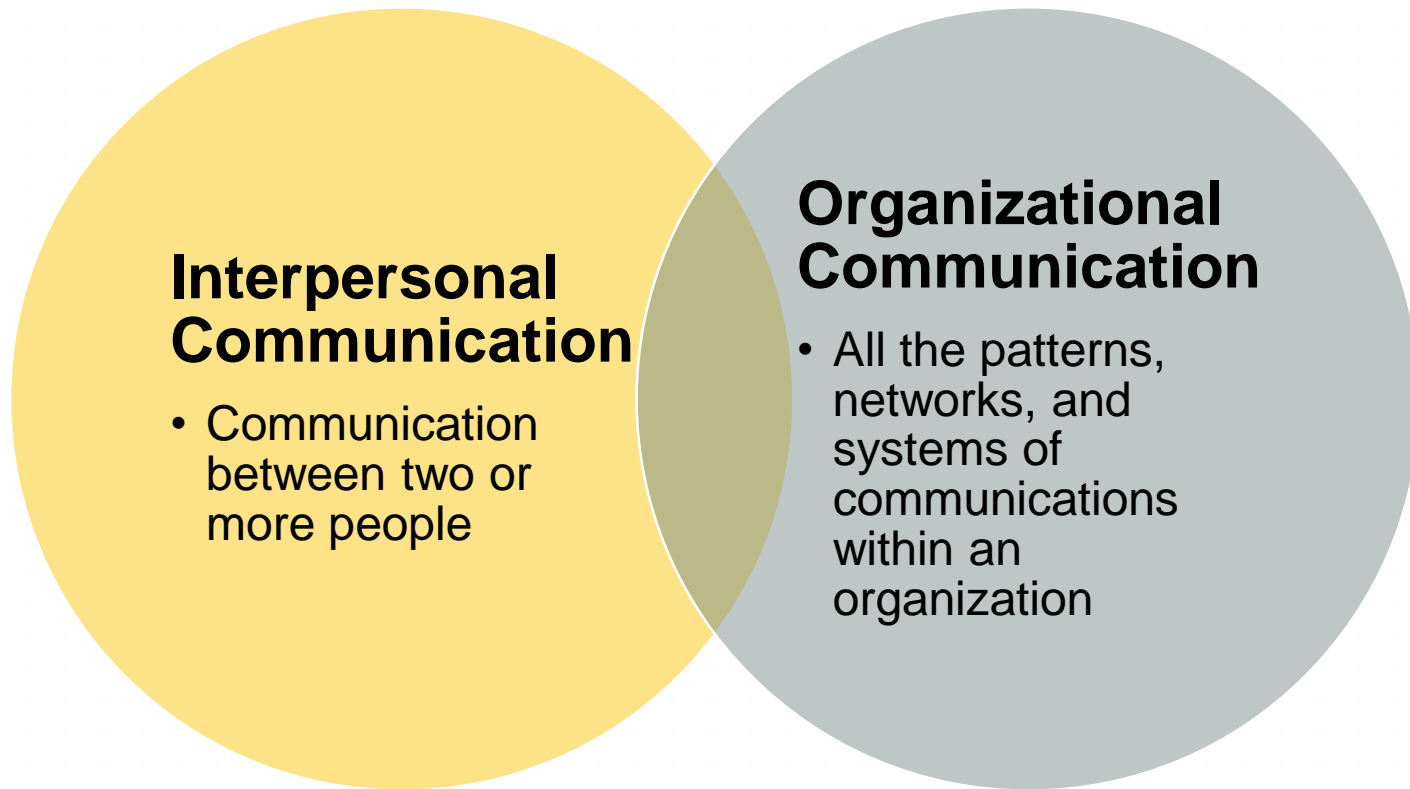 Interpersonal
Communication
• Communication
between two or
more people
Organizational
Communication
• All the patterns,
networks, and
systems of
communications
within an
organization